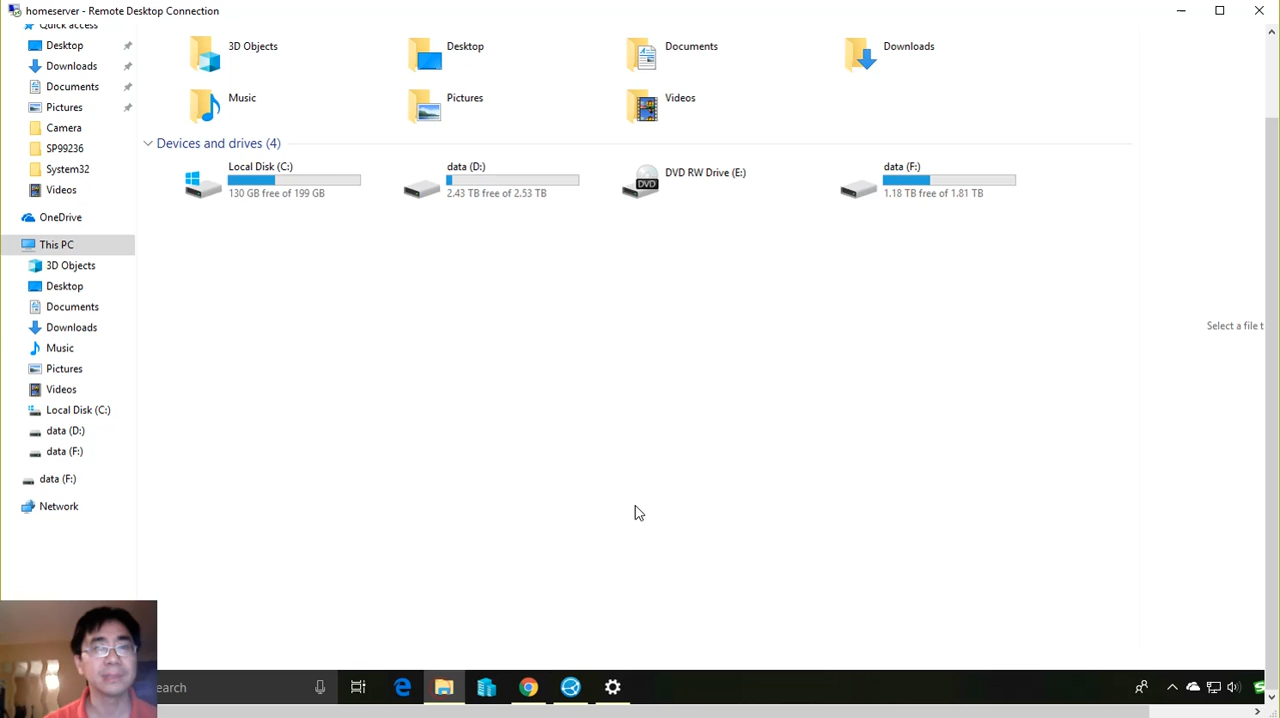 homeserver - Remote Desktop Connection
Quick access
Desktop
Downloads
Documents
Pictures
Camera
SP99236
System32
Videos
OneDrive
This PC
3D Objects
Desktop
Documents
Downloads
Music
Pictures
Videos
Local Disk (C:)
data (D:)
data (F:)
data (F:)
Network
3D Objects
Desktop
Documents
Downloads
Music
Pictures
Videos
Devices and drives (4)
Local Disk (C:)
130 GB free of 199 GB
data (D:)
2.43 TB free of 2.53 TB
DVD
DVD RW Drive (E:)
data (F:)
1.18 TB free of 1.81 TB
Select a file t
earch